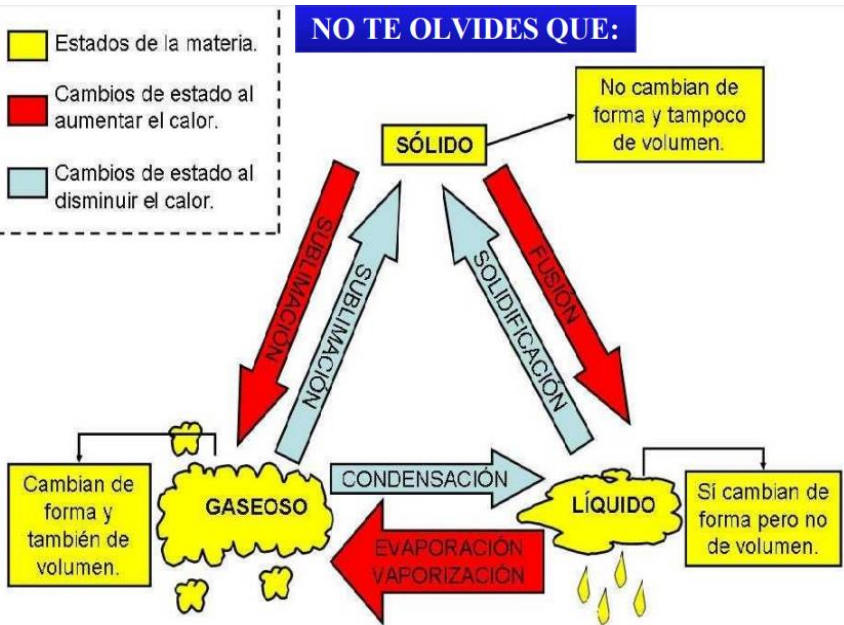 NO TE OLVIDES QUE:
Estados de la materia.
Cambios de estado al
aumentar el calor.
Cambios de estado al
disminuir el calor.
SÓLIDO
No cambian de
forma y tampoco
de volumen.
SUBLIMACIÓN
SUBLIMACIÓN
SOLIDIFICACIÓN
FUSIÓN
Cambian de
forma y
también de
volumen.
GASEOSO
CONDENSACIÓN
EVAPORACIÓN
VAPORIZACIÓN
LÍQUIDO
Sí cambian de
forma pero no
de volumen.